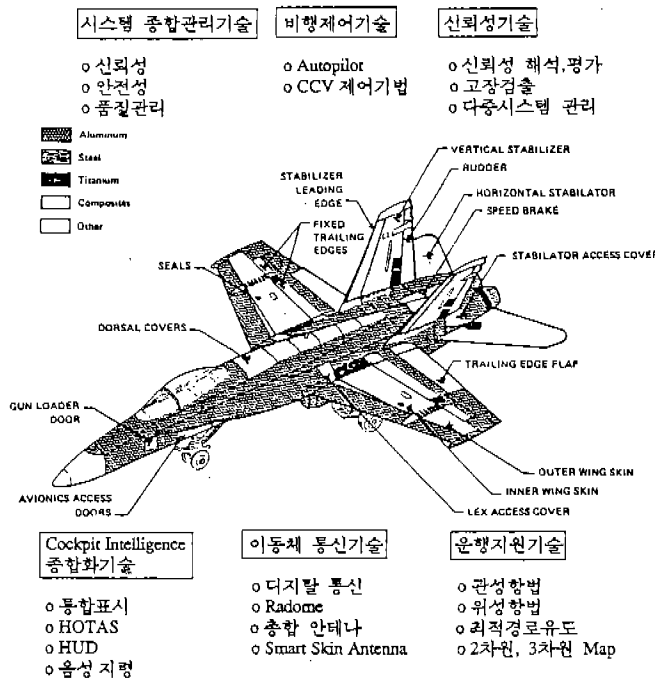 시스템 종합관리기술
o 신뢰성
o 안전성
o 품질관리
비행제어기술
o Autopilot
o CCV 제어기법
신뢰성기술
o 신뢰성 해석,평가
o 고장검출
o 다중시스템 관리
Aluminum
Steel
Titanium
Composites
Other
VERTICAL STABILIZER
RUDDER
STABILIZER
LEADING
EDGE
HORIZONTAL STABILATOR
SPEED BRAKE
FIXED
TRAILING
EDGES
STABILATOR ACCESS COVER
SEALS
DORSAL COVERS
TRAILING EDGE FLAP
GUN LOADER
DOOR
OUTER WING SKIN
INNER WING SKIN
AVIONICS ACCESS
DOORS
LEX ACCESS COVER
Cockpit Intelligence
종합화기술
o 통합표시
o HOTAS
o HUD
o 음성 지령
이동체 통신기술
o 디지탈 통신
o Radome
o 종합 안테나
o Smart Skin Antenna
운행지원기술
o 관성항법
o 위성항법
o 최적경로유도
o 2차원, 3차원 Map